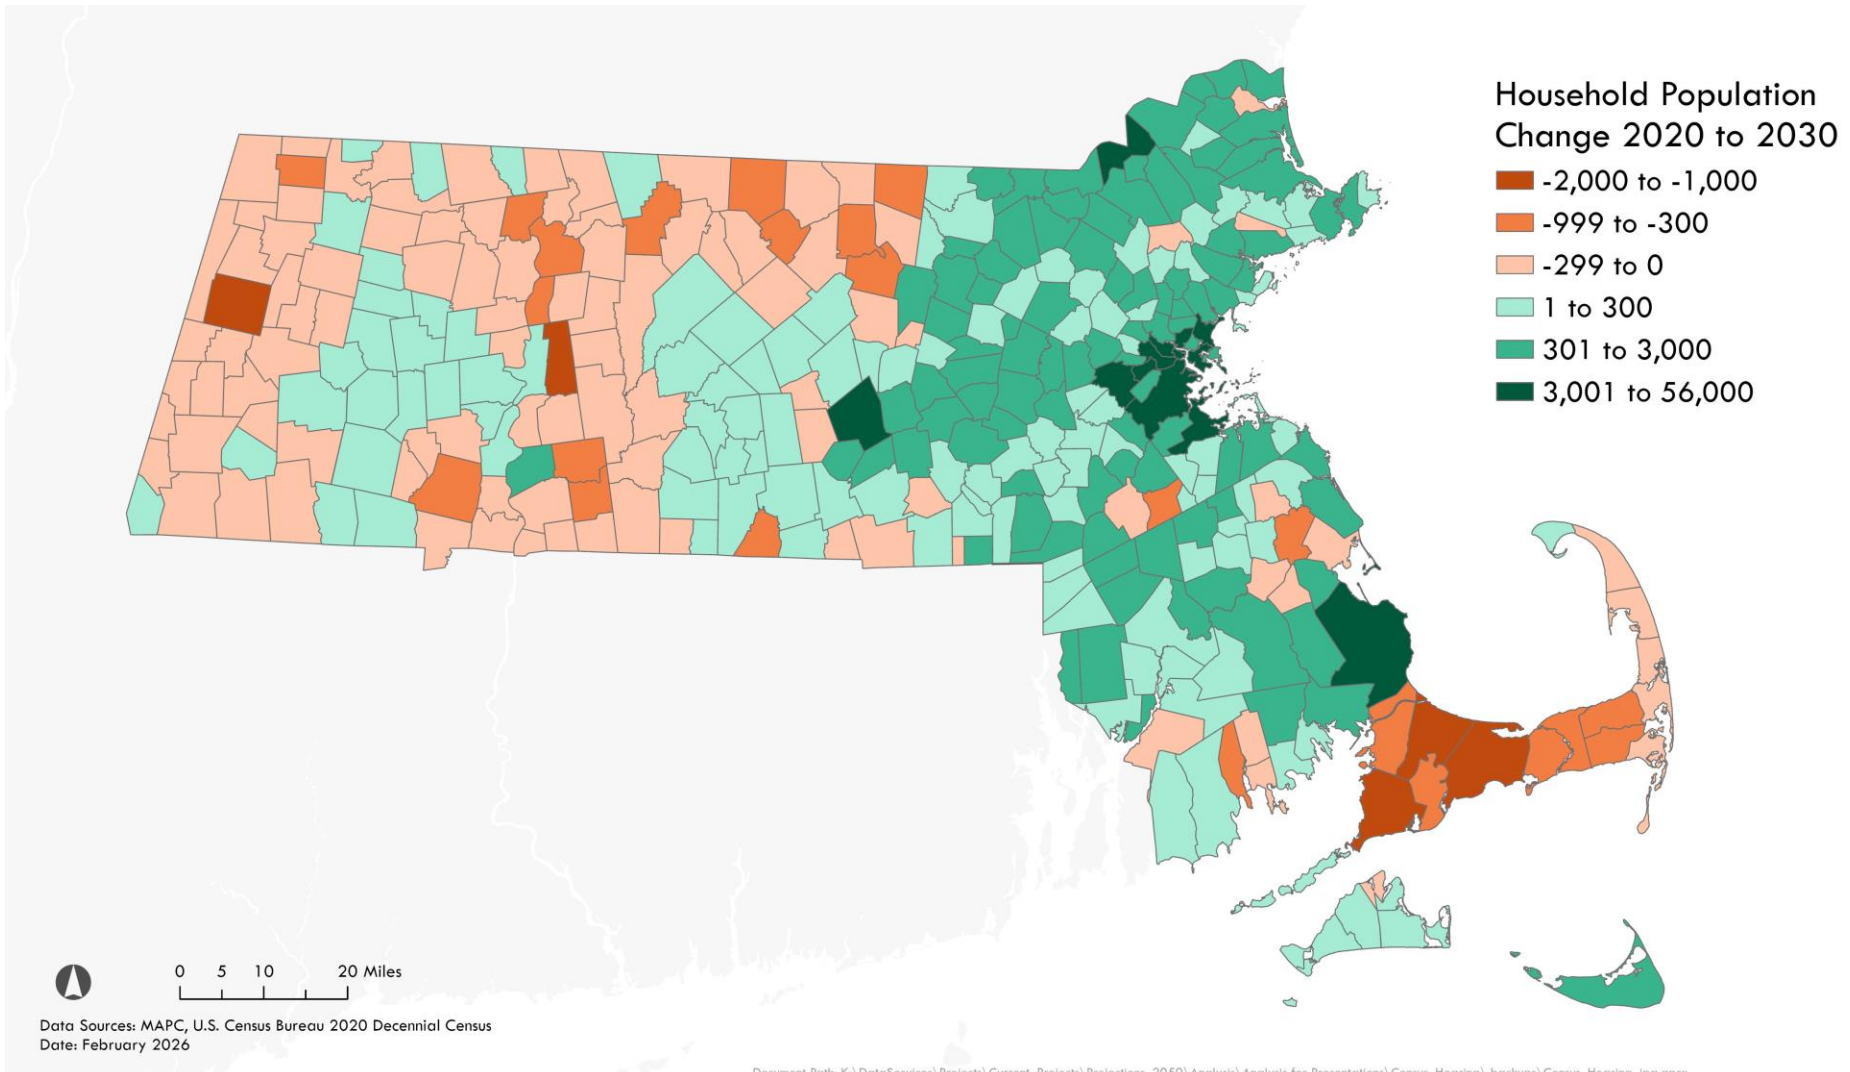 Household Population
Change 2020 to 2030
-2,000 to -1,000
-999 to -300
-299 to 0
1 to 300
301 to 3,000
3,001 to 56,000
0 5 10 20 Miles
Data Sources: MAPC, U.S. Census Bureau 2020 Decennial Census
Date: February 2026